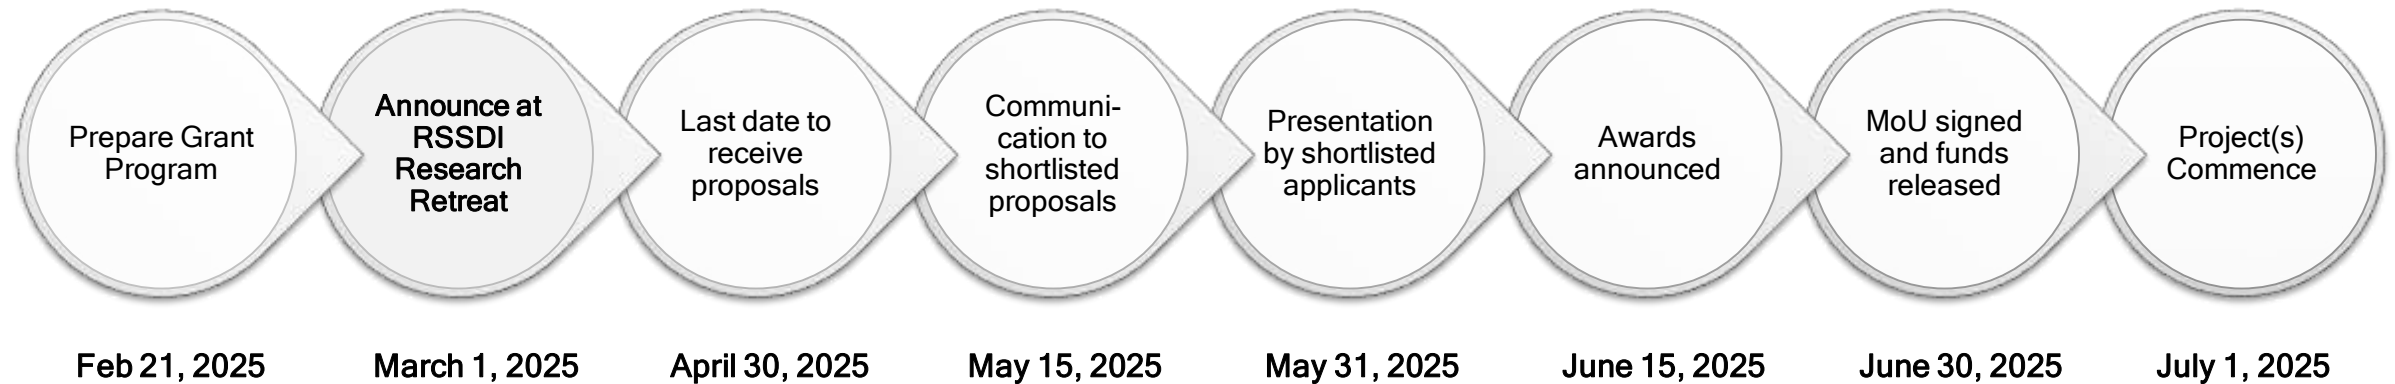 Prepare Grant
Program
Announce at
RSSDI
Research
Retreat
Last date to
receive
proposals
Communi-
cation to
shortlisted
proposals
Presentation
by shortlisted
applicants
Awards
announced
MoU signed
and funds
released
Project(s)
Commence
Feb 21, 2025
March 1, 2025
April 30, 2025
May 15, 2025
May 31, 2025
June 15, 2025
June 30, 2025
July 1, 2025